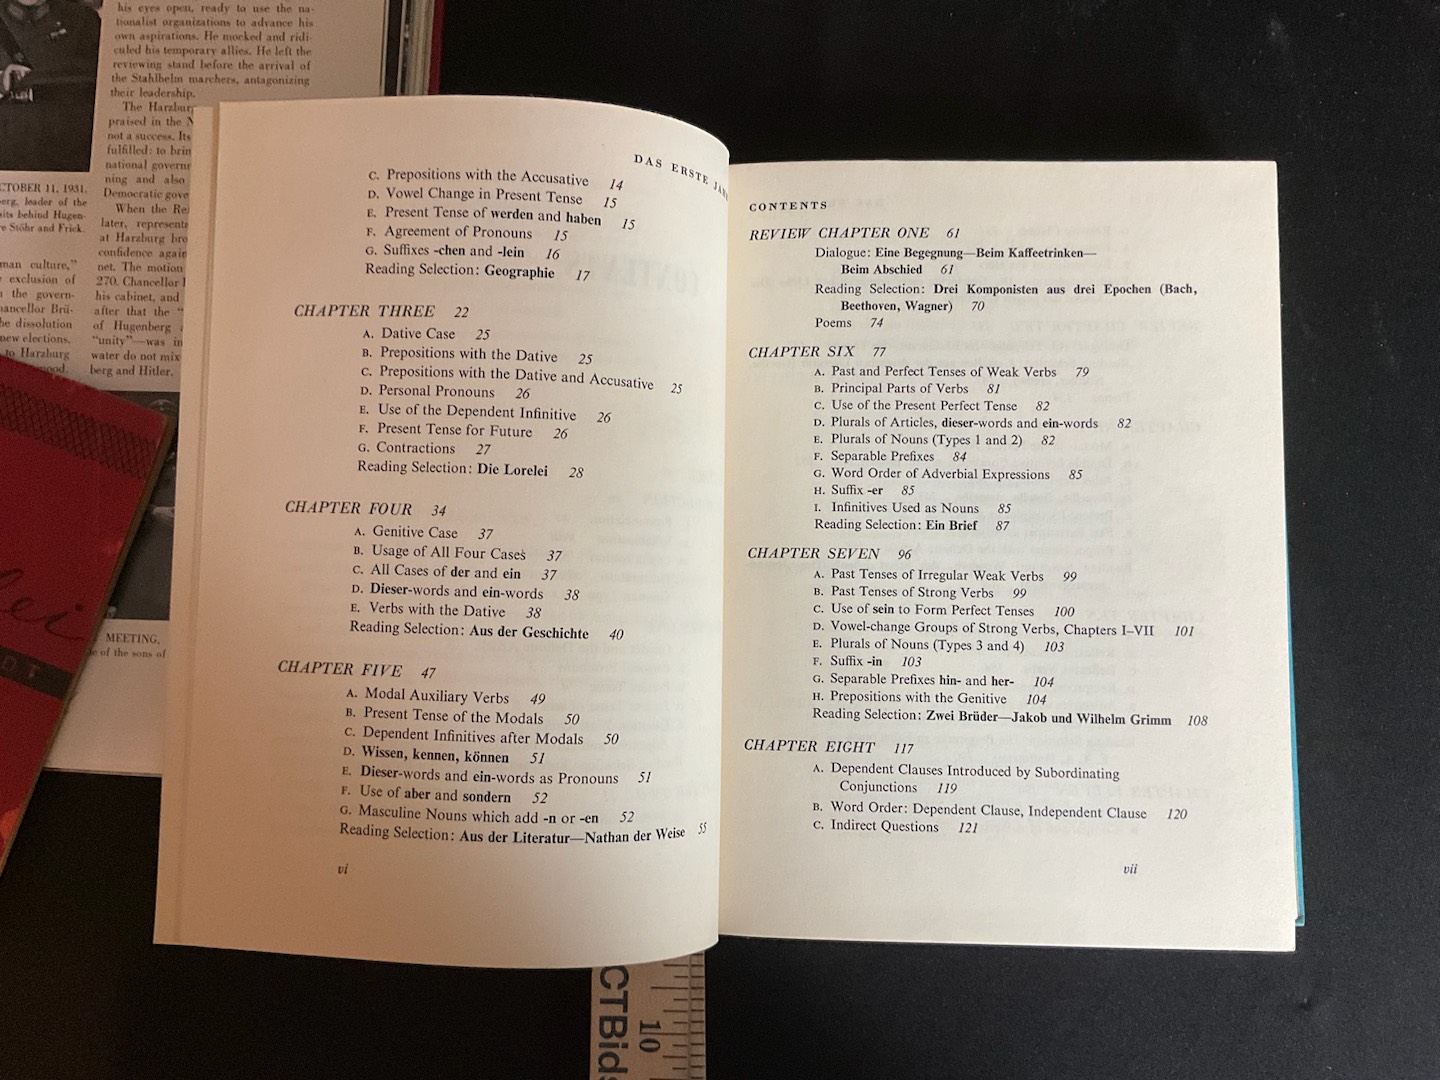 his eyes open, ready to use the na-
tionalist organizations to advance his
own aspirations. He mocked and ridi-
culed his temporary allies. He left the
reviewing stand before the arrival of
the Stahlhelm marchers, antagonizing
their leadership.
The Harzbur
praised in the N
not a success. Its
fulfilled: to brin
national governm
ning and also
Democratic gove
When the Re
later, represente
at Harzburg bro
confidence again
net. The motion
270. Chancellor
his cabinet, and
after that the "
of Hugenberg
"unity"—was in
water do not mix
berg and Hitler.
CTOBER 11, 1931.
erg, leader of the
sits behind Hugen-
Stöhr and Frick.
man culture,"
exclusion of
the govern-
ancellor Brü-
he dissolution
new elections.
to Harzburg
MEETING,
e of the sons of
DAS ERSTE JAH
C. Prepositions with the Accusative 14
D. Vowel Change in Present Tense 15
E. Present Tense of werden and haben 15
F. Agreement of Pronouns 15
G. Suffixes -chen and -lein 16
Reading Selection: Geographie 17
CHAPTER THREE 22
A. Dative Case 25
B. Prepositions with the Dative 25
C. Prepositions with the Dative and Accusative 25
D. Personal Pronouns 26
E. Use of the Dependent Infinitive 26
F. Present Tense for Future 26
G. Contractions 27
Reading Selection: Die Lorelei 28
CHAPTER FOUR 34
A. Genitive Case 37
B. Usage of All Four Cases 37
C. All Cases of der and ein 37
D. Dieser-words and ein-words 38
E. Verbs with the Dative 38
Reading Selection: Aus der Geschichte 40
CHAPTER FIVE 47
A. Modal Auxiliary Verbs 49
B. Present Tense of the Modals 50
C. Dependent Infinitives after Modals 50
D. Wissen, kennen, können 51
E. Dieser-words and ein-words as Pronouns 51
F. Use of aber and sondern 52
G. Masculine Nouns which add -n or -en 52
Reading Selection: Aus der Literatur—Nathan der Weise 55
vi
CONTENTS
REVIEW CHAPTER ONE 61
Dialogue: Eine Begegnung—Beim Kaffeetrinken—
Beim Abschied 61
Reading Selection: Drei Komponisten aus drei Epochen (Bach,
Beethoven, Wagner) 70
Poems 74
CHAPTER SIX 77
A. Past and Perfect Tenses of Weak Verbs 79
B. Principal Parts of Verbs 81
C. Use of the Present Perfect Tense 82
D. Plurals of Articles, dieser-words and ein-words 82
E. Plurals of Nouns (Types 1 and 2) 82
F. Separable Prefixes 84
G. Word Order of Adverbial Expressions 85
H. Suffix -er 85
I. Infinitives Used as Nouns 85
Reading Selection: Ein Brief 87
CHAPTER SEVEN 96
A. Past Tenses of Irregular Weak Verbs 99
B. Past Tenses of Strong Verbs 99
C. Use of sein to Form Perfect Tenses 100
D. Vowel-change Groups of Strong Verbs, Chapters I–VII 101
E. Plurals of Nouns (Types 3 and 4) 103
F. Suffix -in 103
G. Separable Prefixes hin- and her- 104
H. Prepositions with the Genitive 104
Reading Selection: Zwei Brüder—Jakob und Wilhelm Grimm 108
CHAPTER EIGHT 117
A. Dependent Clauses Introduced by Subordinating
Conjunctions 119
B. Word Order: Dependent Clause, Independent Clause 120
C. Indirect Questions 121
vii
CTBids
10